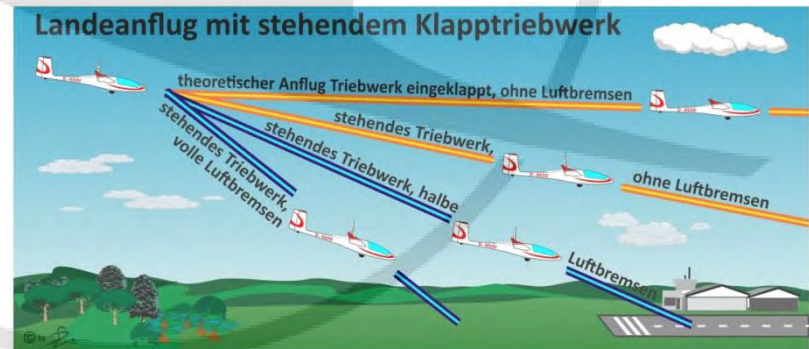 Landeanflug mit stehendem Klapptriebwerk
theoretischer Anflug Triebwerk eingeklappt, ohne Luftbremsen
stehendes Triebwerk,
ohne Luftbremsen
stehendes Triebwerk, halbe
Luftbremsen
stehendes Triebwerk,
volle Luftbremsen
© by